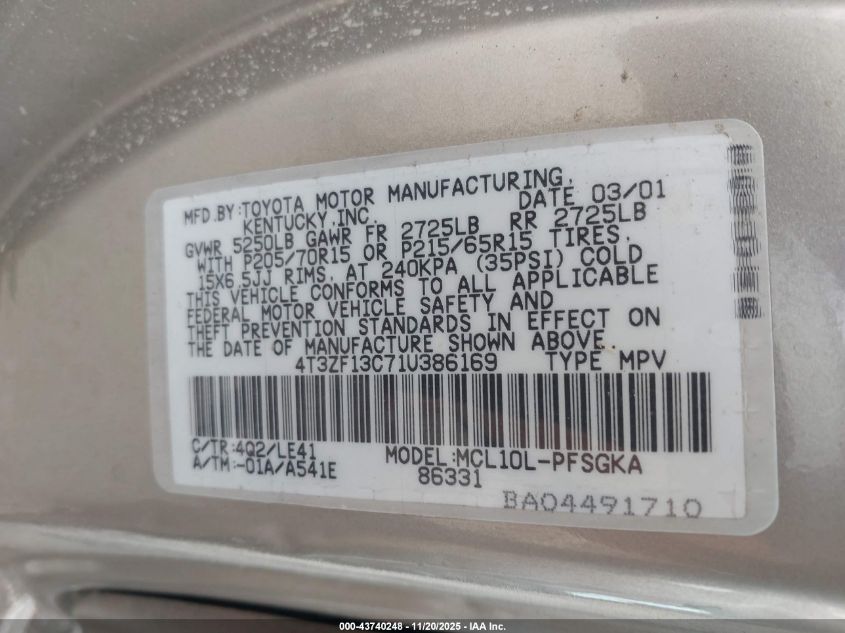 MFD.BY:TOYOTA MOTOR MANUFACTURING,
KENTUCKY.INC. DATE 03/01
GVWR 5250LB GAWR FR 2725LB RR 2725LB
WITH P205/70R15 OR P215/65R15 TIRES,
15X6.5JJ RIMS, AT 240KPA (35PSI) COLD
THIS VEHICLE CONFORMS TO ALL APPLICABLE
FEDERAL MOTOR VEHICLE SAFETY AND
THEFT PREVENTION STANDARDS IN EFFECT ON
THE DATE OF MANUFACTURE SHOWN ABOVE.
4T3ZF13C71U386169 TYPE MPV
C/TR:4Q2/LE41 MODEL:MCL10L-PFSGKA
A/TM:-01A/A541E 86331
BA04491710
000-43740248 - 11/20/2025 - IAA Inc.